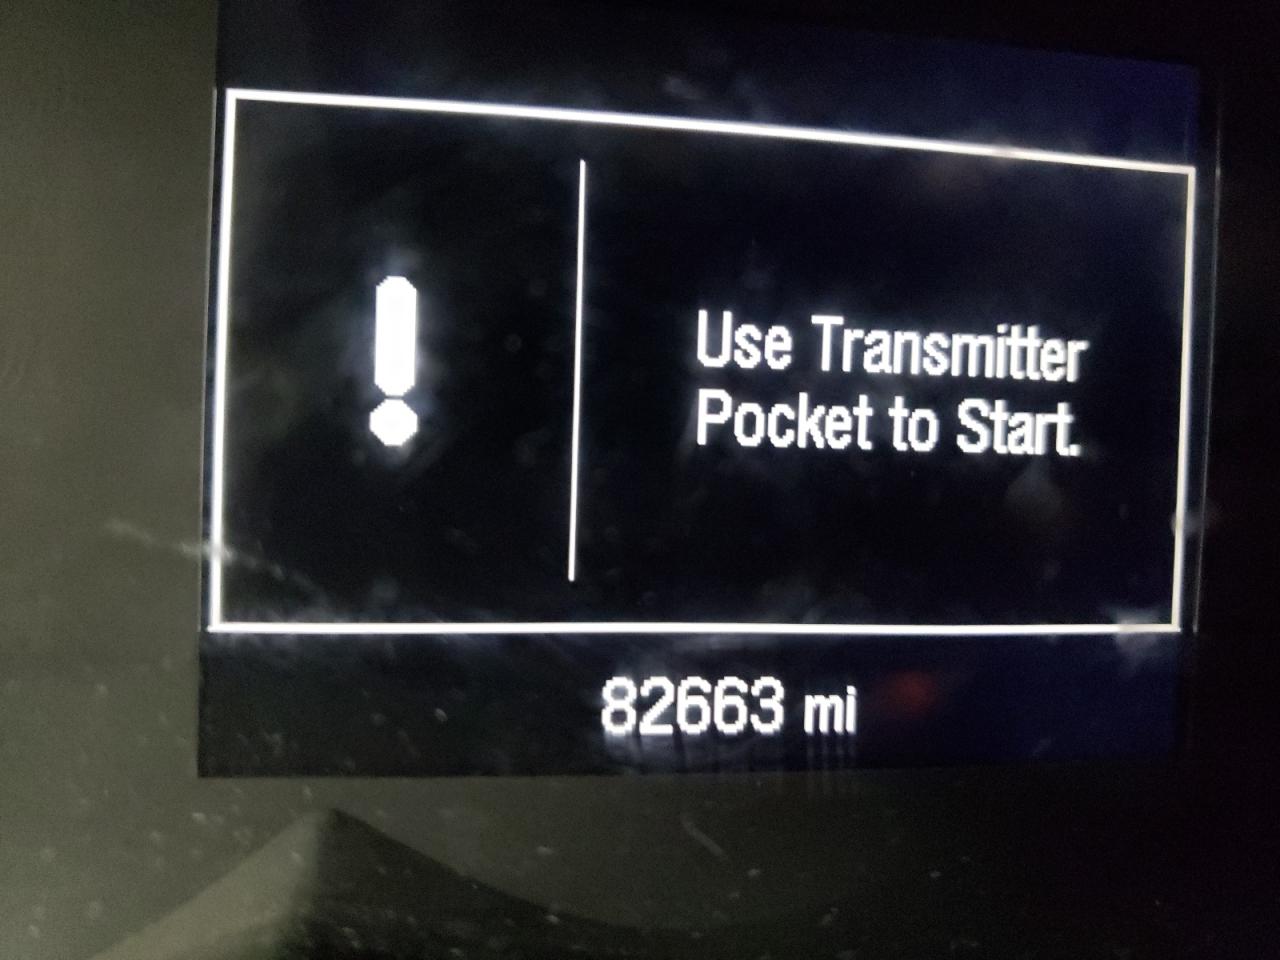 Use Transmitter
Pocket to Start.
82663 mi